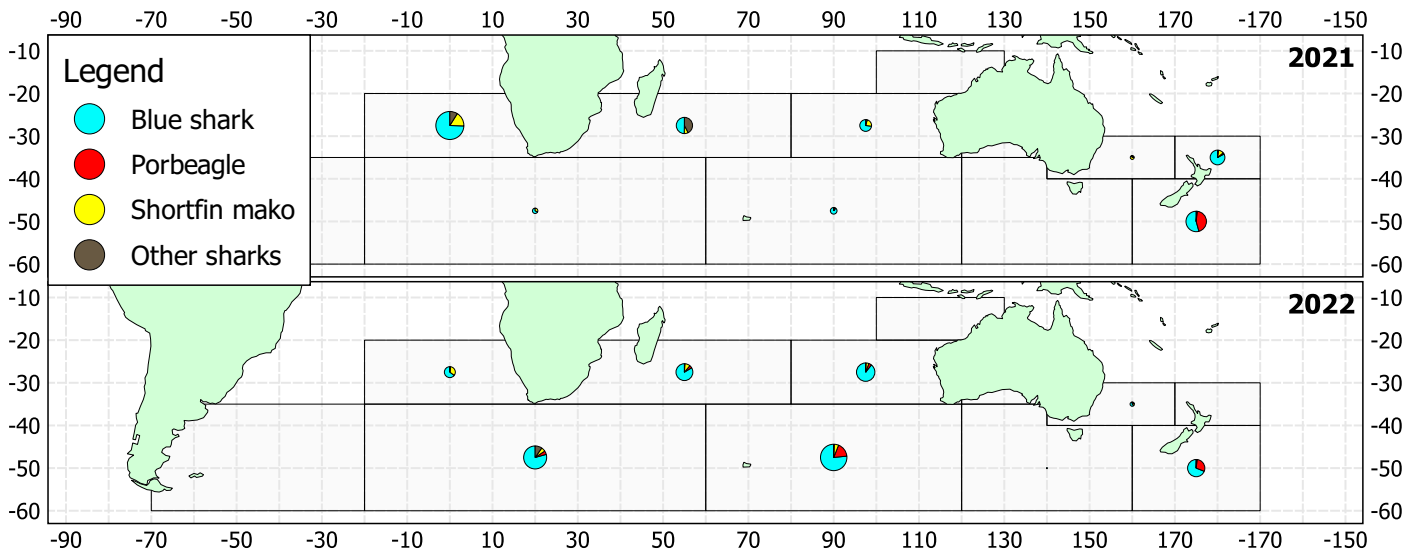 -90 -70 -50 -30 -10 10 30 50 70 90 110 130 150 170 -170 -150
-10 Legend 2021 -10
-20 Blue shark -20
-30 Porbeagle -30
-40 Shortfin mako -40
-50 Other sharks -50
-60 -60
-10 2022 -10
-20 -20
-30 -30
-40 -40
-50 -50
-60 -60
-90 -70 -50 -30 -10 10 30 50 70 90 110 130 150 170 -170 -150